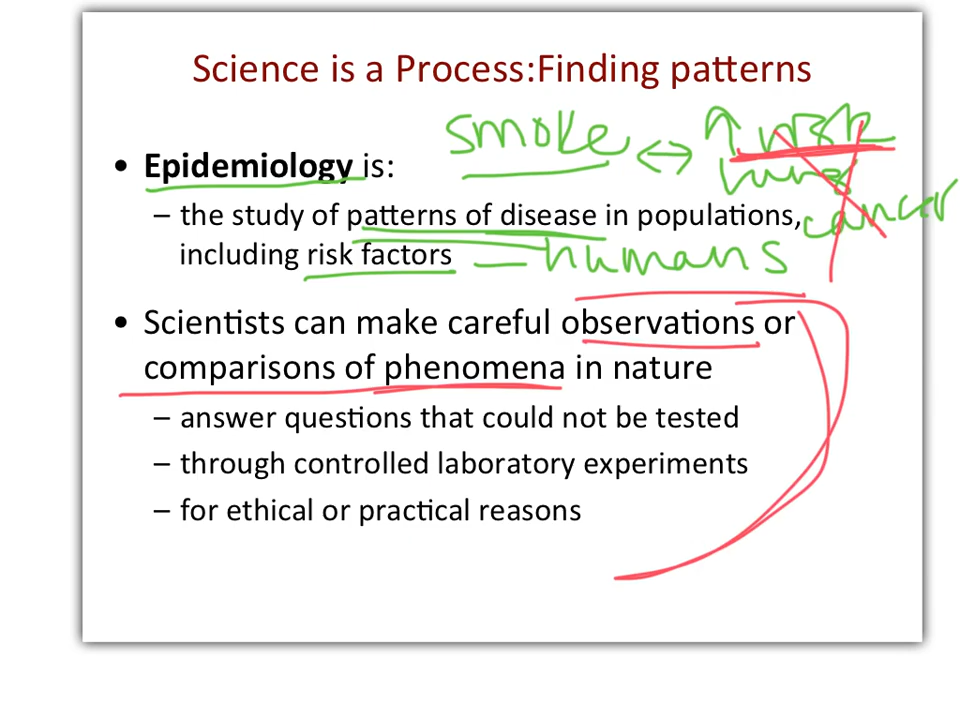 Science is a Process:Finding patterns
smoke ↔ ↑ risk
lung
cancer
• Epidemiology is:
– the study of patterns of disease in populations,
including risk factors — humans
• Scientists can make careful observations or
comparisons of phenomena in nature
– answer questions that could not be tested
– through controlled laboratory experiments
– for ethical or practical reasons